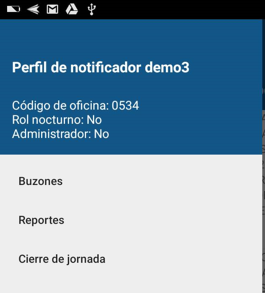 Perfil de notificador demo3
Código de oficina: 0534
Rol nocturno: No
Administrador: No
Buzones
Reportes
Cierre de jornada